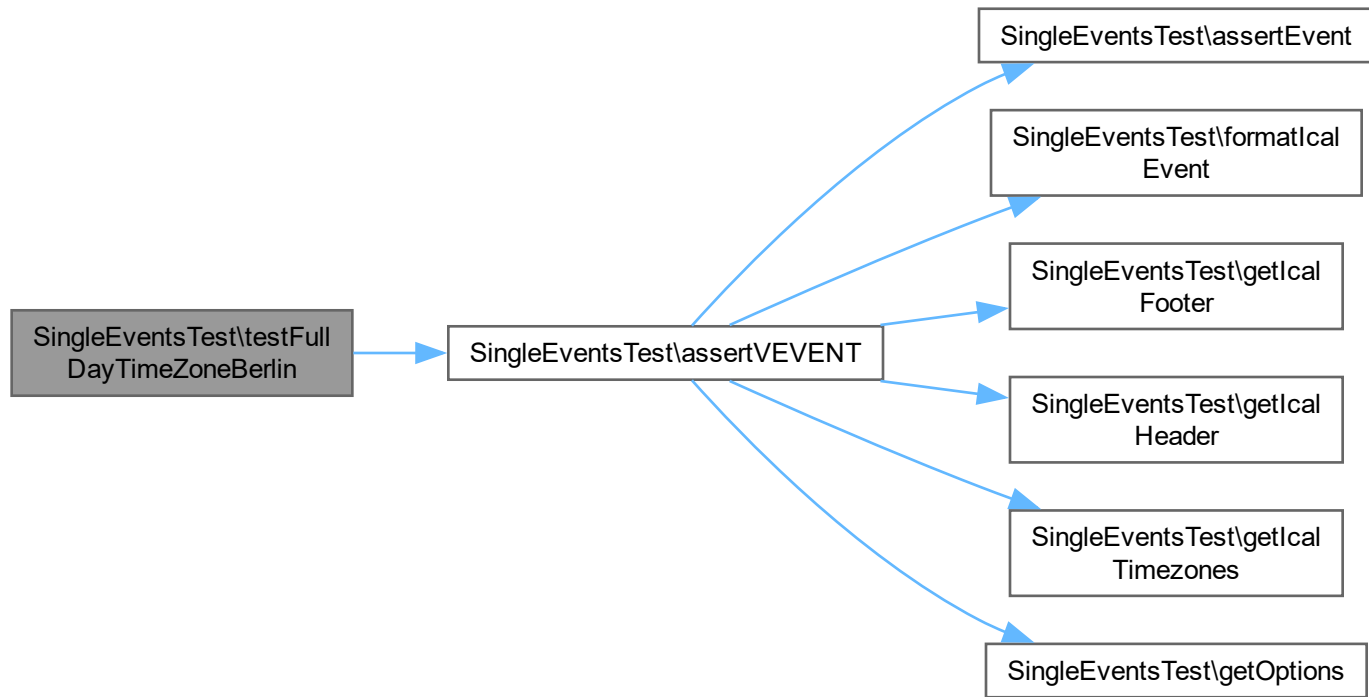 SingleEventsTest\assertEvent
SingleEventsTest\formatIcal
Event
SingleEventsTest\getIcal
Footer
SingleEventsTest\testFull
DayTimeZoneBerlin
SingleEventsTest\assertVEVENT
SingleEventsTest\getIcal
Header
SingleEventsTest\getIcal
Timezones
SingleEventsTest\getOptions